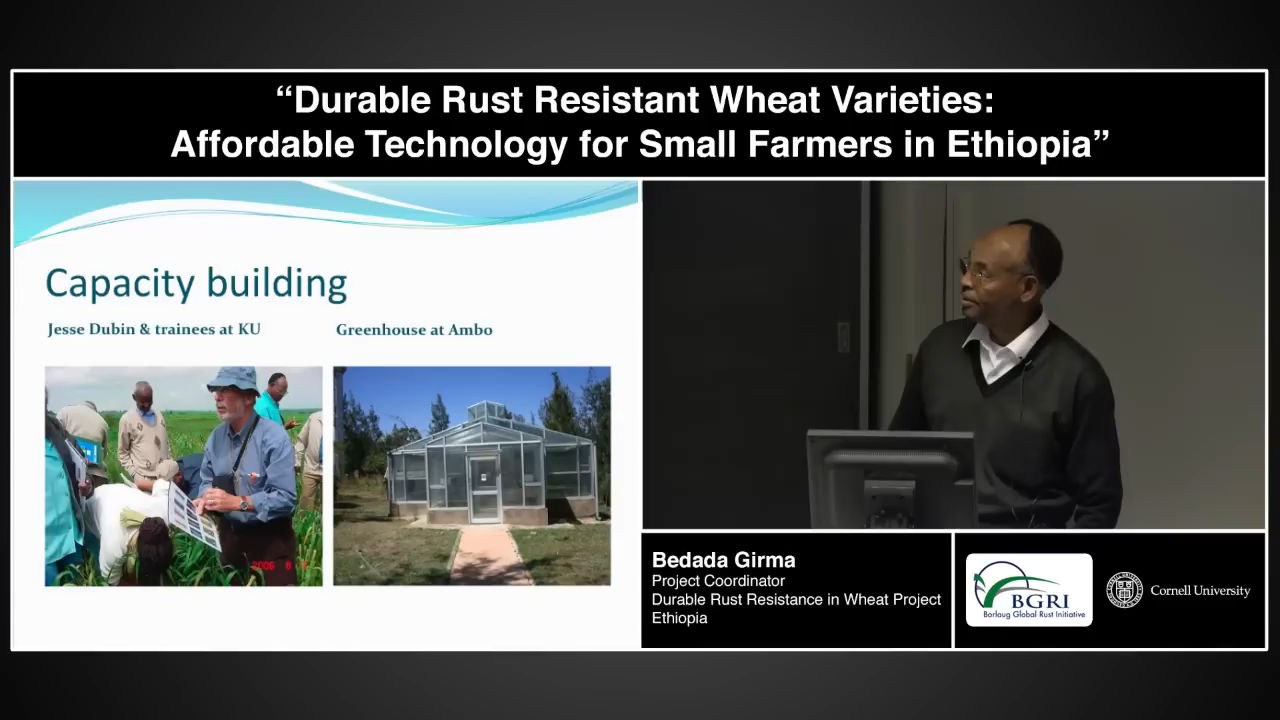 “Durable Rust Resistant Wheat Varieties:
Affordable Technology for Small Farmers in Ethiopia”
Capacity building
Jesse Dubin & trainees at KU
Greenhouse at Ambo
Bedada Girma
Project Coordinator
Durable Rust Resistance in Wheat Project
Ethiopia
BGRI
Borloug Global Rust Initiative
Cornell University